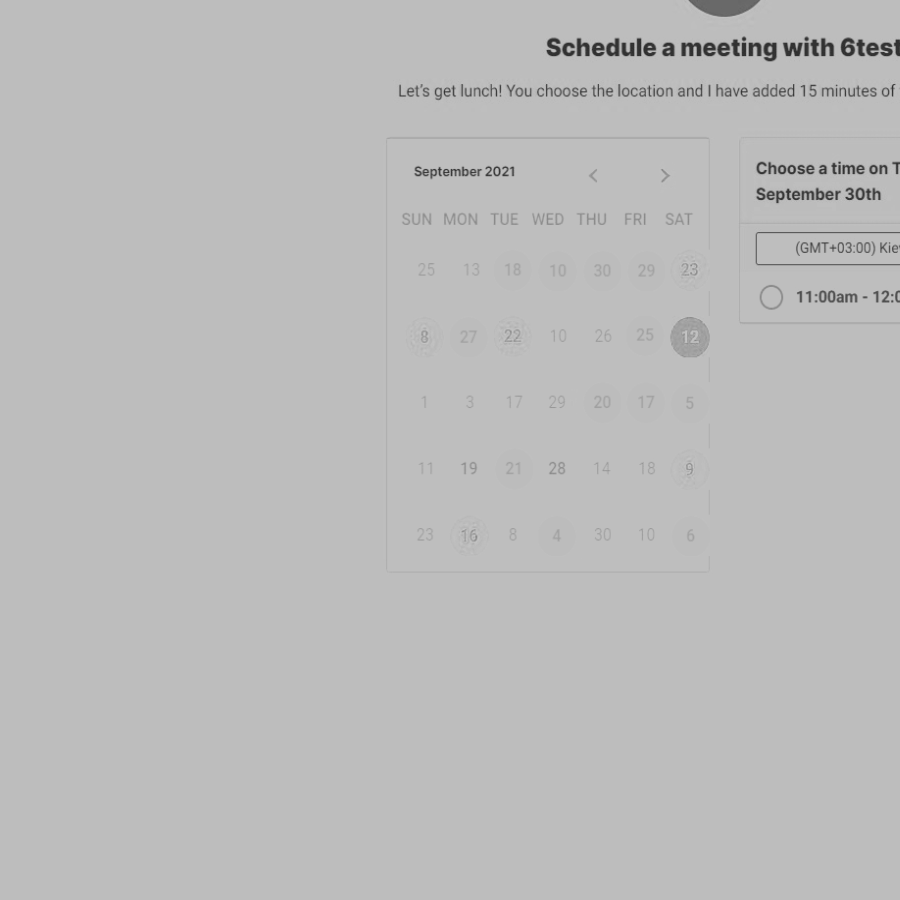 Schedule a meeting with 6test
Let's get lunch! You choose the location and I have added 15 minutes of
September 2021
SUN MON TUE WED THU FRI SAT
25 13 18 10 30 29 23
8 27 22 10 26 25 12
1 3 17 29 20 17 5
11 19 21 28 14 18 9
23 16 8 4 30 10 6
Choose a time on T
September 30th
(GMT+03:00) Kie
11:00am - 12:0